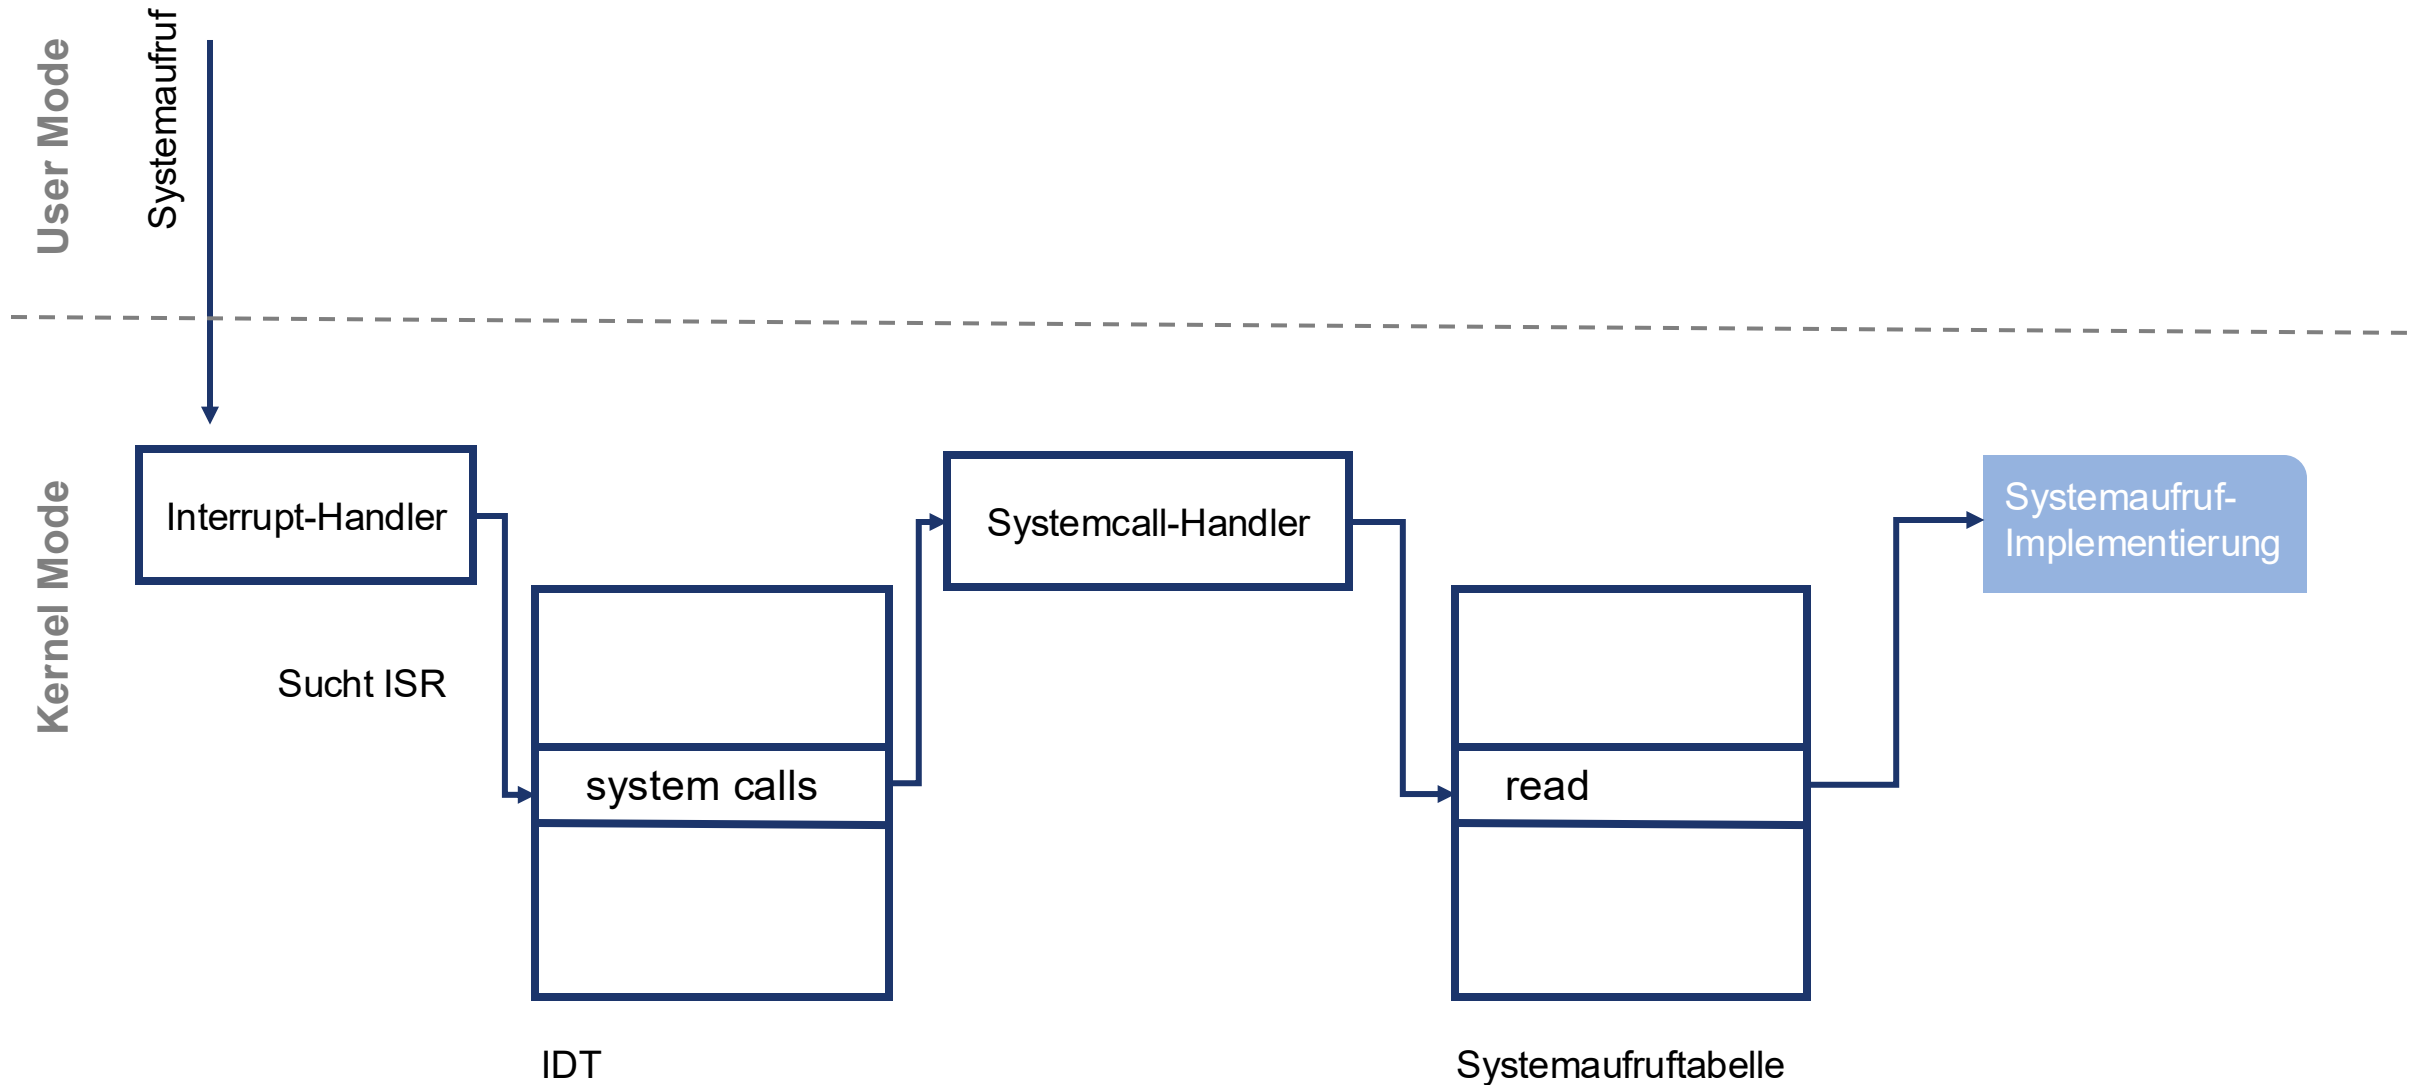 User Mode
Systemaufruf
Kernel Mode
Interrupt-Handler
Systemcall-Handler
Systemaufruf-
Implementierung
Sucht ISR
system calls
read
IDT
Systemaufruftabelle